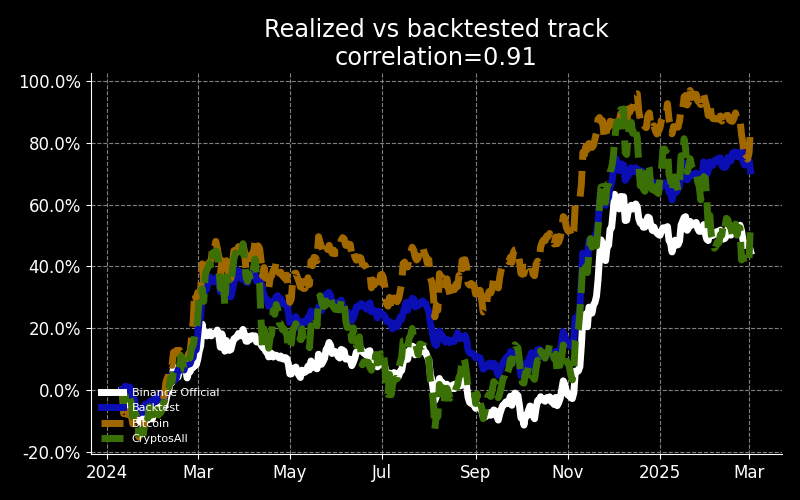 Realized vs backtested track
correlation=0.91
100.0%
80.0%
60.0%
40.0%
20.0%
0.0%
-20.0%
Binance Official
Backtest
Bitcoin
CryptosAll
2024 Mar May Jul Sep Nov 2025 Mar